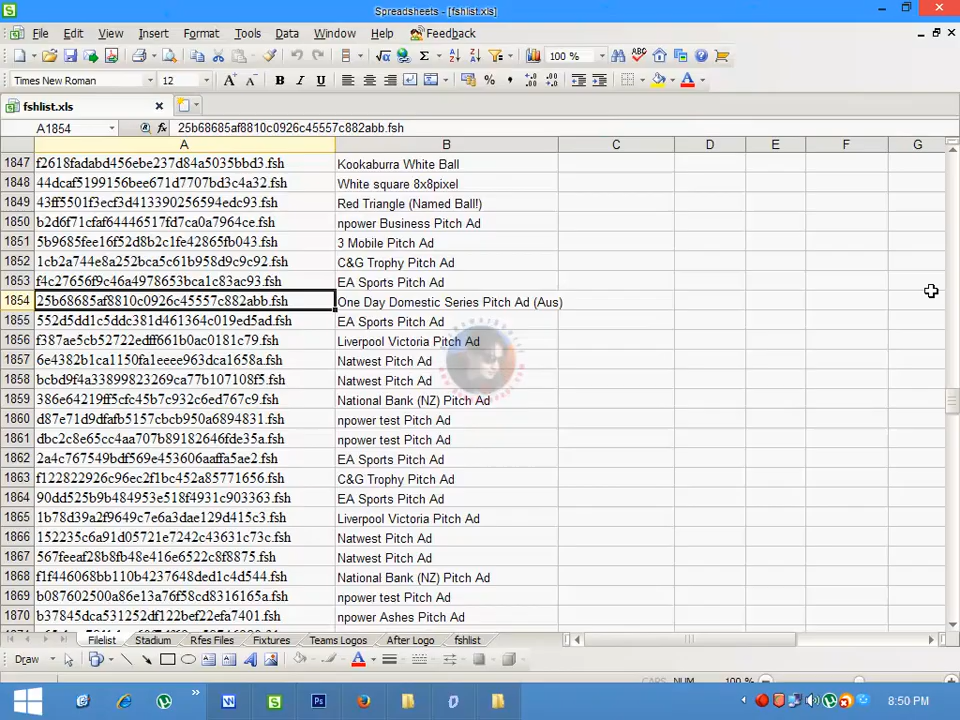 Spreadsheets - [fshlist.xls]
File Edit View Insert Format Tools Data Window Help Feedback
100 %
Times New Roman 12 B I U
fshlist.xls
A1854 fx 25b68685af8810c0926c45557c882abb.fsh
A B C D E F G
1847 f2618fadabd456ebe237d84a5035bbd3.fsh Kookaburra White Ball
1848 44dcaf5199156bee671d7707bd3c4a32.fsh White square 8x8pixel
1849 43ff5501f3ecf3d413390256594edc93.fsh Red Triangle (Named Ball!)
1850 b2d6f71cfaf64446517fd7ca0a7964ce.fsh npower Business Pitch Ad
1851 5b9685fee16f52d8b2c1fe42865fb043.fsh 3 Mobile Pitch Ad
1852 1cb2a744e8a252bca5c61b958d9c9c92.fsh C&G Trophy Pitch Ad
1853 f4c27656f9c46a4978653bca1c83ac93.fsh EA Sports Pitch Ad
1854 25b68685af8810c0926c45557c882abb.fsh One Day Domestic Series Pitch Ad (Aus)
1855 552d5dd1c5ddc381d461364c019ed5ad.fsh EA Sports Pitch Ad
1856 f387ae5cb52722edff661b0ac0181c79.fsh Liverpool Victoria Pitch Ad
1857 6e4382b1ca1150fa1eeee963dca1658a.fsh Natwest Pitch Ad
1858 bcbd9f4a33899823269ca77b107108f5.fsh Natwest Pitch Ad
1859 386e64219ff5cfc45b7c932c6ed767c9.fsh National Bank (NZ) Pitch Ad
1860 d87e71d9dfafb5157cbcb950a6894831.fsh npower test Pitch Ad
1861 dbc2c8e65cc4aa707b89182646fde35a.fsh npower test Pitch Ad
1862 2a4c767549bdf569e453606aaffa5ae2.fsh EA Sports Pitch Ad
1863 f122822926c96ec2f1bc452a85771656.fsh C&G Trophy Pitch Ad
1864 90dd525b9b484953e518f4931c903363.fsh EA Sports Pitch Ad
1865 1b78d39a2f9649c7e6a3dae129d415c3.fsh Liverpool Victoria Pitch Ad
1866 152235c6a91d05721e7242c43631c73c.fsh Natwest Pitch Ad
1867 567feeaf28b8fb48e416e6522c8f8875.fsh Natwest Pitch Ad
1868 f1f446068bb110b4237648ded1c4d544.fsh National Bank (NZ) Pitch Ad
1869 b087602500a86e13a76f58cd8316165a.fsh npower test Pitch Ad
1870 b37845dca531252df122bef22efa7401.fsh npower Ashes Pitch Ad
Filelist Stadium Rfes Files Fixtures Teams Logos After Logo fshlist
Draw
CAPS NUM 100 %
8:50 PM